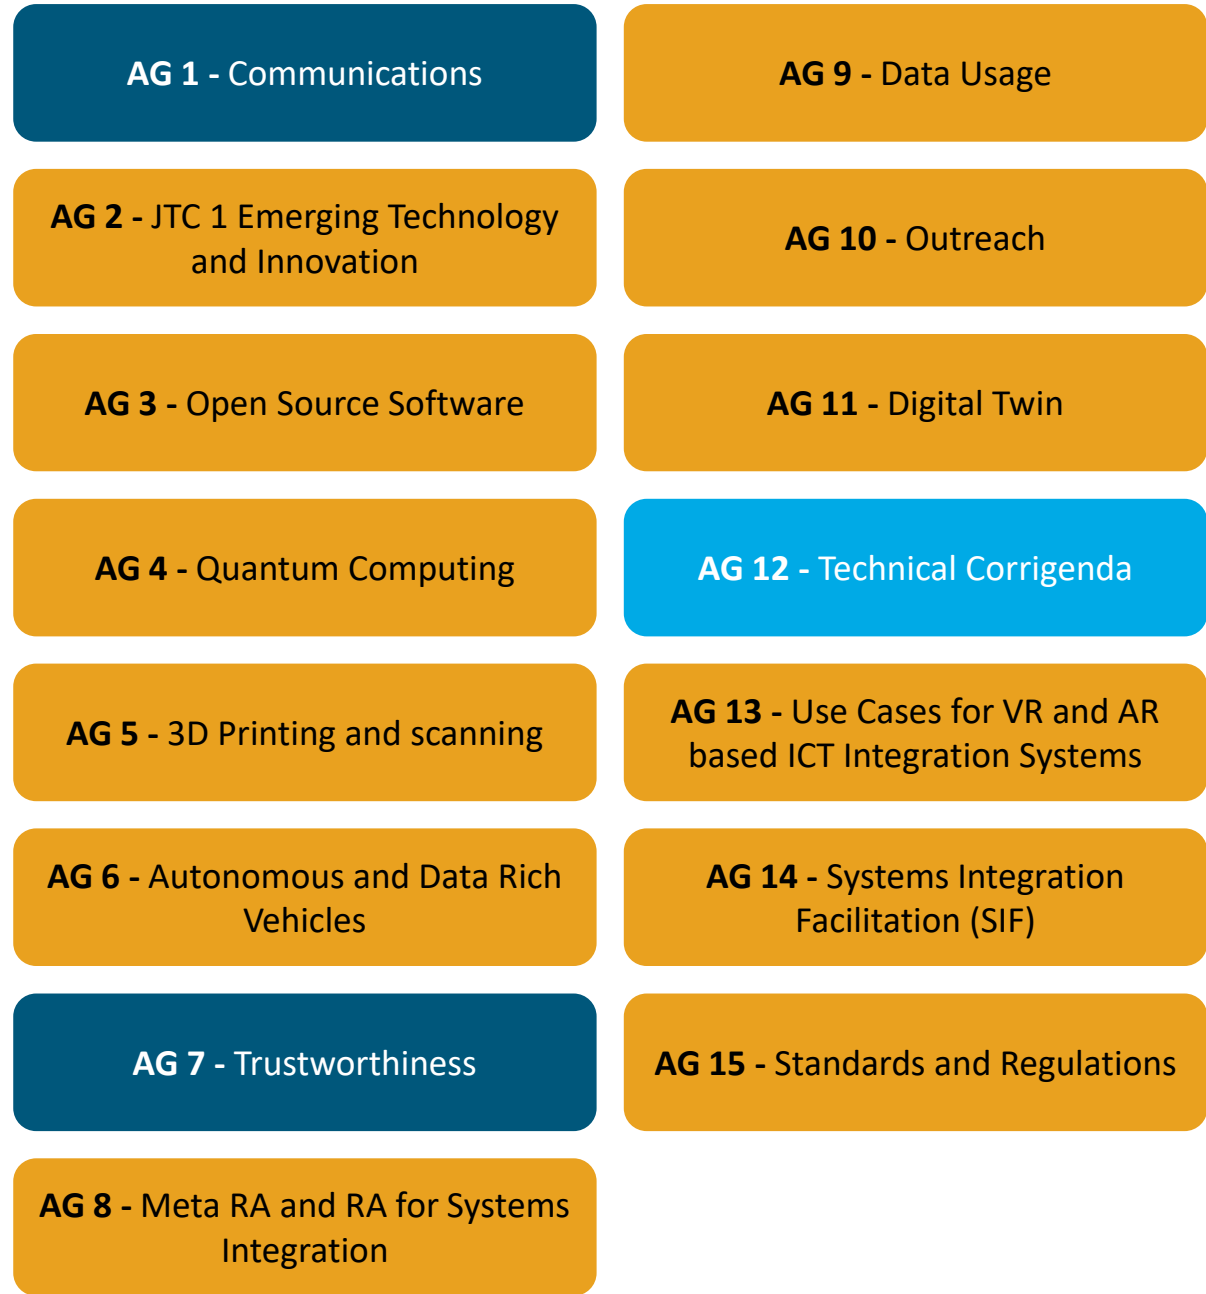 AG 1 - Communications
AG 2 - JTC 1 Emerging Technology
and Innovation
AG 3 - Open Source Software
AG 4 - Quantum Computing
AG 5 - 3D Printing and scanning
AG 6 - Autonomous and Data Rich
Vehicles
AG 7 - Trustworthiness
AG 8 - Meta RA and RA for Systems
Integration
AG 9 - Data Usage
AG 10 - Outreach
AG 11 - Digital Twin
AG 12 - Technical Corrigenda
AG 13 - Use Cases for VR and AR
based ICT Integration Systems
AG 14 - Systems Integration
Facilitation (SIF)
AG 15 - Standards and Regulations